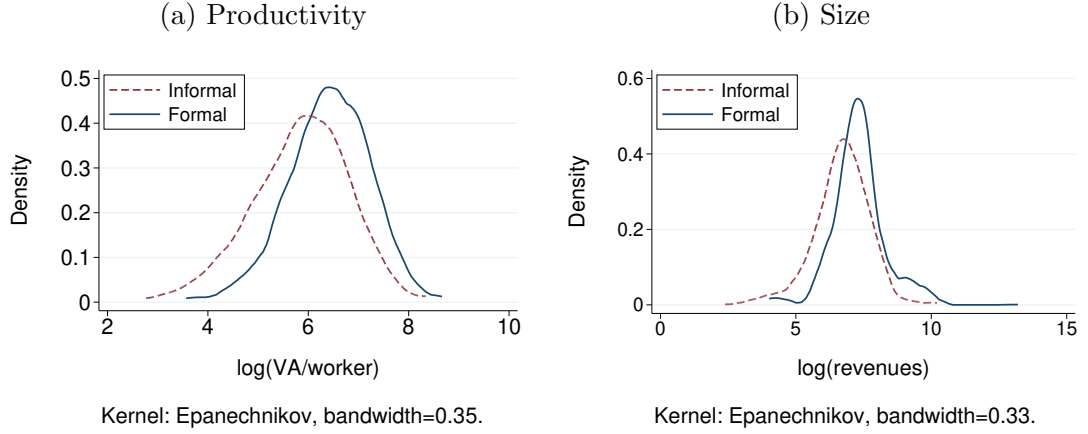 (a) Productivity
0.5
0.4
0.3
0.2
0.1
0
Density
Informal
Formal
2 4 6 8 10
log(VA/worker)
Kernel: Epanechnikov, bandwidth=0.35.
(b) Size
0.6
0.4
0.2
0
Density
Informal
Formal
0 5 10 15
log(revenues)
Kernel: Epanechnikov, bandwidth=0.33.